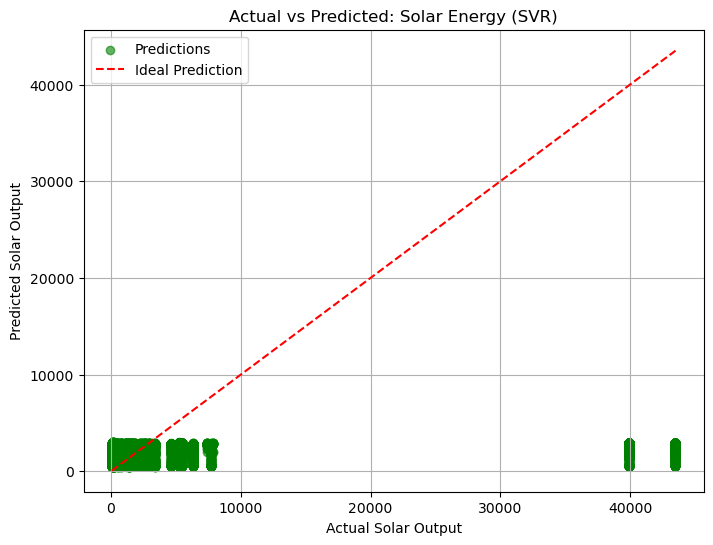 Actual vs Predicted: Solar Energy (SVR)
Predictions
Ideal Prediction
Predicted Solar Output
40000
30000
20000
10000
0
0
10000
20000
30000
40000
Actual Solar Output